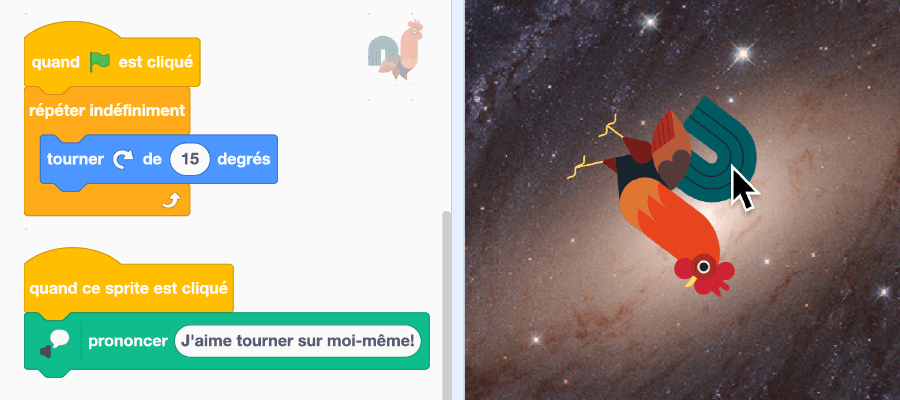 quand est cliqué
répéter indéfiniment
tourner de 15 degrés
quand ce sprite est cliqué
prononcer J'aime tourner sur moi-même!